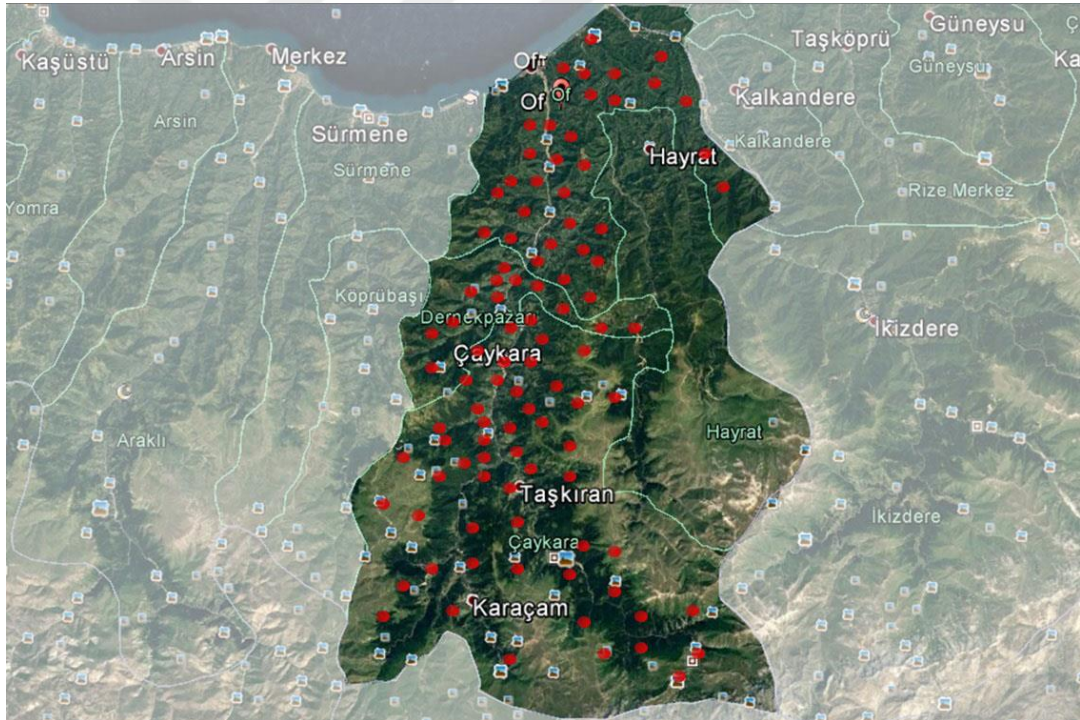 Güneysu
Taşköprü
Kaşüstü
Arsin
Merkez
Of
Güneysu
Of
Of
Kalkandere
Arsin
Sürmene
Hayrat
Kalkandere
Sürmene
Rize Merkez
Yomra
Köprübaşı
Dernekpazarı
İkizdere
Çaykara
Hayrat
Araklı
Taşkıran
İkizdere
Çaykara
Karaçam